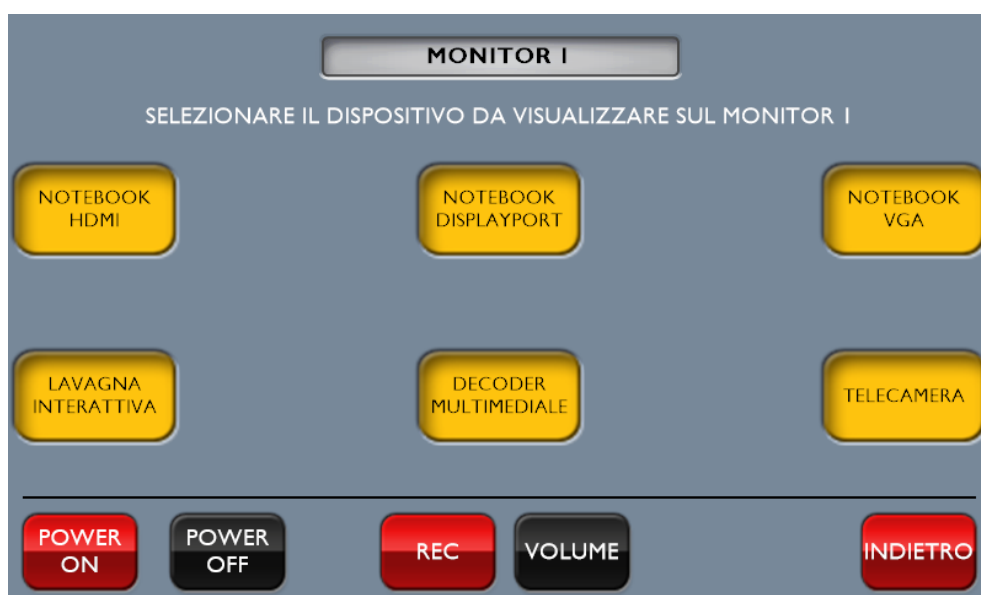 MONITOR 1
SELEZIONARE IL DISPOSITIVO DA VISUALIZZARE SUL MONITOR 1
NOTEBOOK
HDMI
NOTEBOOK
DISPLAYPORT
NOTEBOOK
VGA
LAVAGNA
INTERATTIVA
DECODER
MULTIMEDIALE
TELECAMERA
POWER
ON
POWER
OFF
REC
VOLUME
INDIETRO